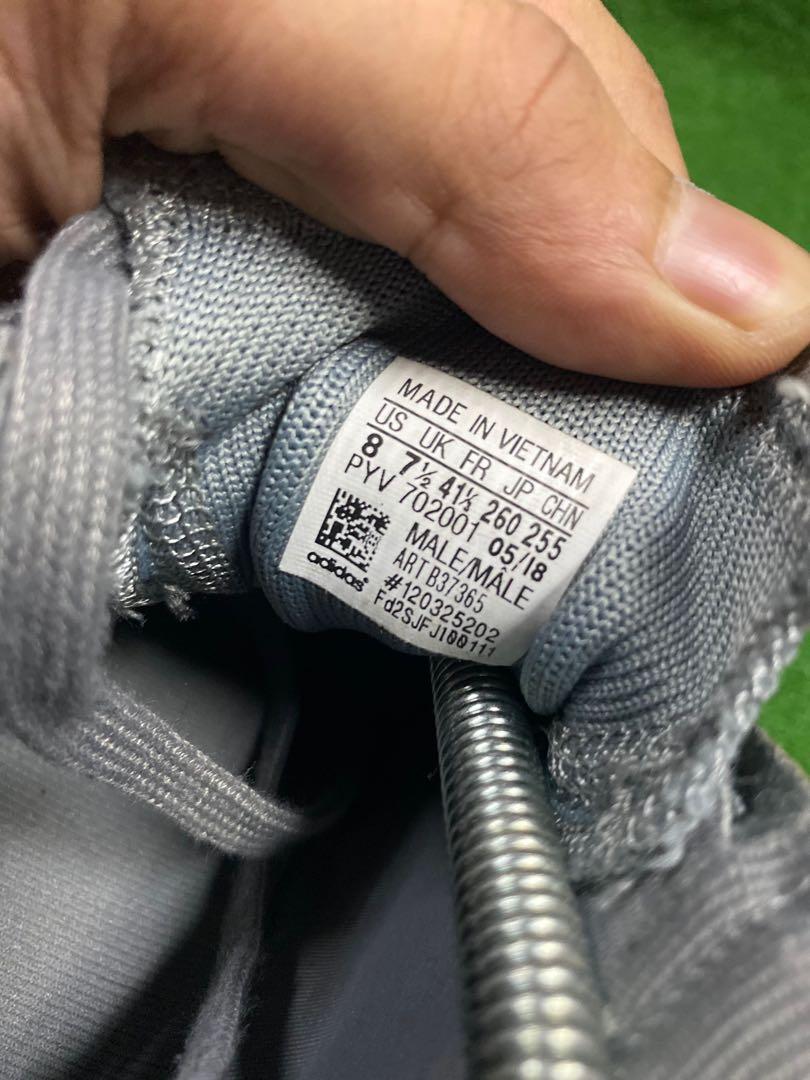 MADE IN VIETNAM
US UK FR JP CHN
8 7½ 41⅓ 260 255
PYV 702001 05/18
MALE/MÂLE
ART B37365
#120325202
Fd2SJFJ100111
adidas